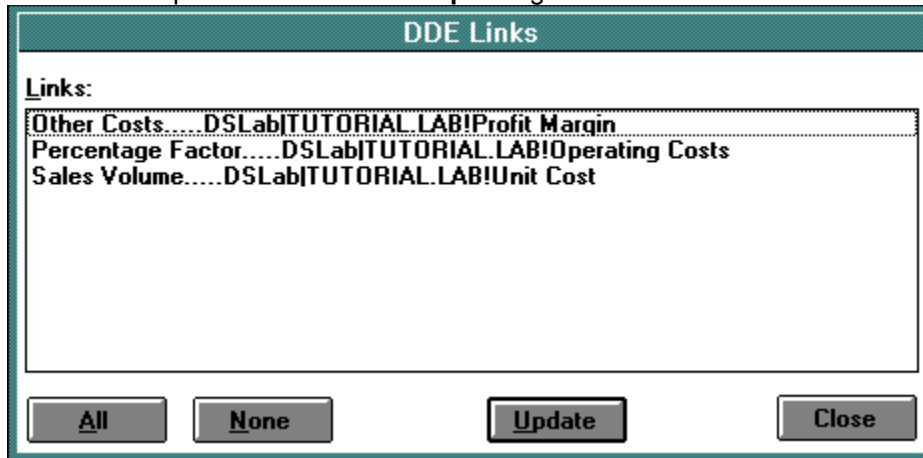 DDE Links
Links:
Other Costs.....DSLab|TUTORIAL.LAB!Profit Margin
Percentage Factor.....DSLab|TUTORIAL.LAB!Operating Costs
Sales Volume.....DSLab|TUTORIAL.LAB!Unit Cost
All None Update Close